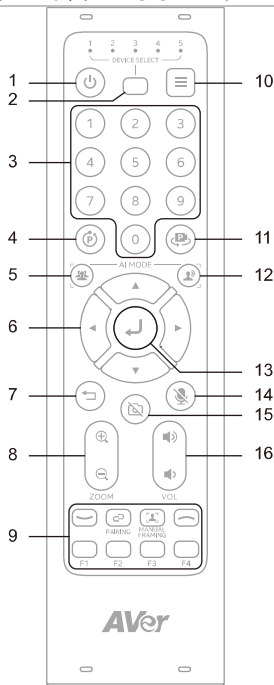 1 2 3 4 5
DEVICE SELECT
1
2
10
1 2 3
3
4 5 6
7 8 9
4
P
0
P
11
AI MODE
5
12
6
13
7
14
15
8
16
ZOOM
VOL
9
PAIRING
MANUAL
FRAMING
F1 F2 F3 F4
AVer